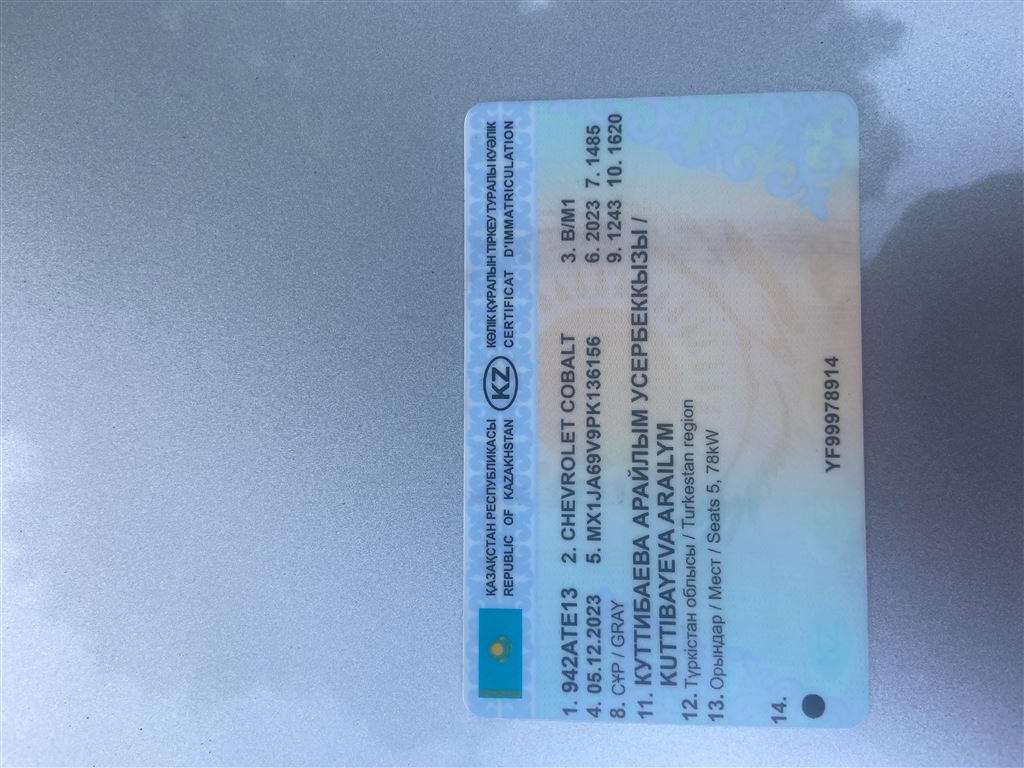 ҚАЗАҚСТАН РЕСПУБЛИКАСЫ KZ КӨЛІК ҚҰРАЛЫН ТІРКЕУ ТУРАЛЫ КУӘЛІК
REPUBLIC OF KAZAKHSTAN CERTIFICAT D'IMMATRICULATION
1. 942ATE13 2. CHEVROLET COBALT 3. B/M1
4. 05.12.2023 5. MX1JA69V9PK136156 6. 2023 7. 1485
8. СҰР / GRAY 9. 1243 10. 1620
11. КУТТИБАЕВА АРАЙЛЫМ УСЕРБЕККЫЗЫ /
KUTTIBAYEVA ARAILYM
12. Түркістан облысы / Turkestan region
13. Орындар / Мест / Seats 5, 78kW
14.
YF99978914